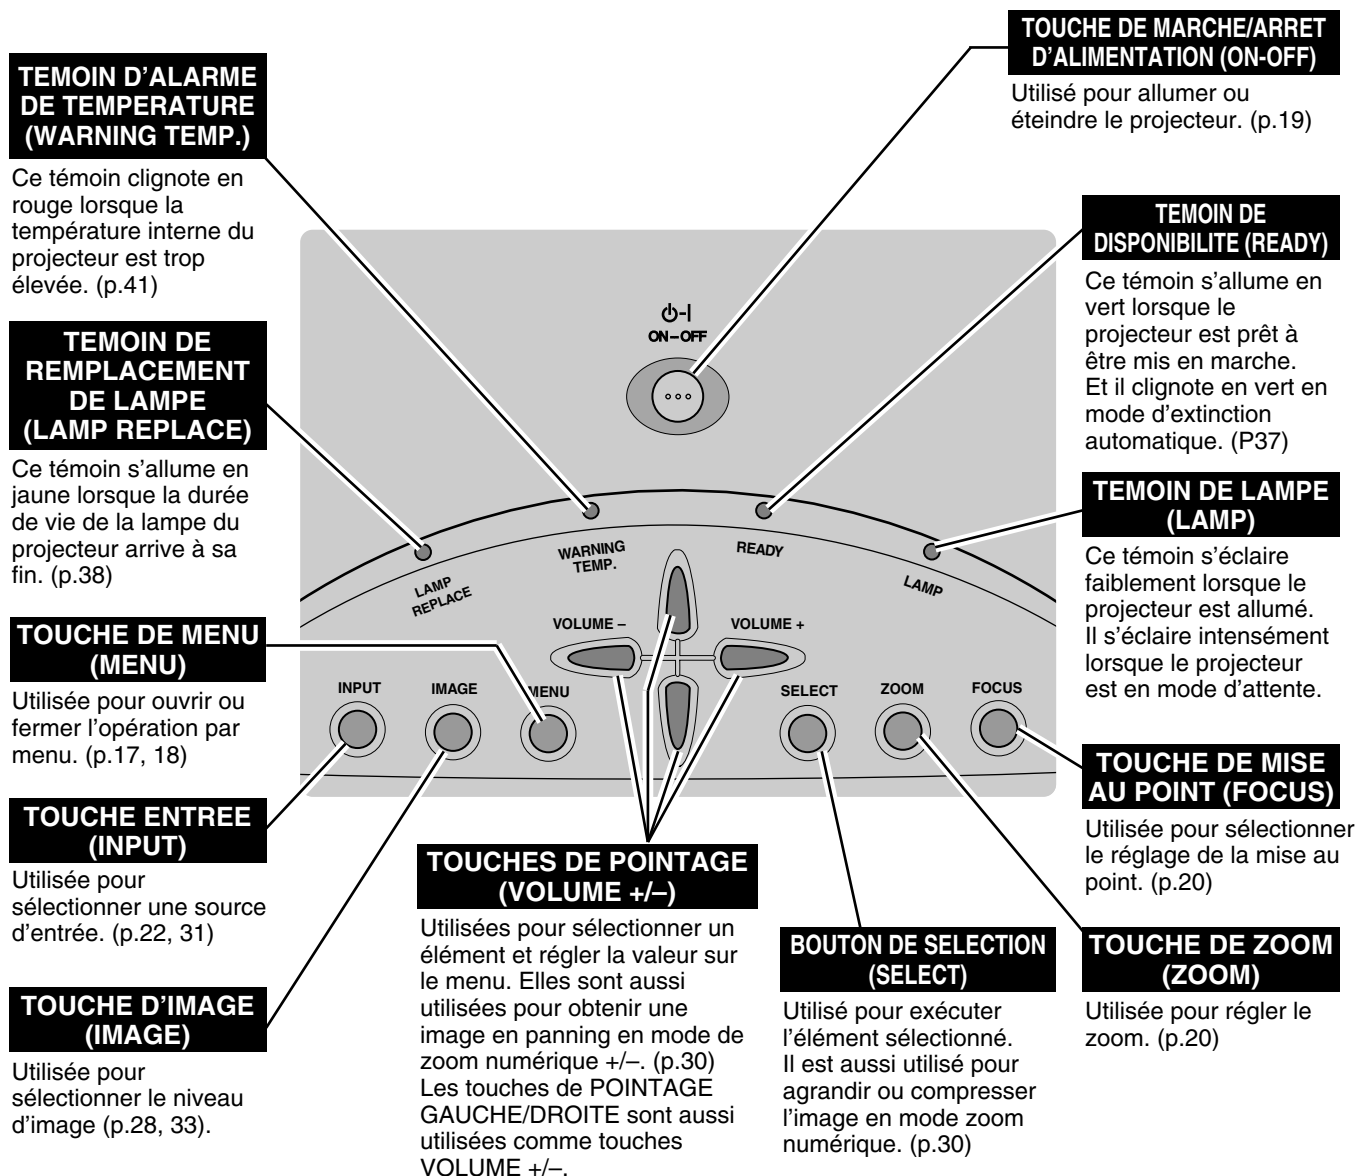 TOUCHE DE MARCHE/ARRET
D’ALIMENTATION (ON-OFF)
Utilisé pour allumer ou
éteindre le projecteur. (p.19)
TEMOIN D’ALARME
DE TEMPERATURE
(WARNING TEMP.)
Ce témoin clignote en
rouge lorsque la
température interne du
projecteur est trop
élevée. (p.41)
TEMOIN DE
REMPLACEMENT
DE LAMPE
(LAMP REPLACE)
Ce témoin s’allume en
jaune lorsque la durée
de vie de la lampe du
projecteur arrive à sa
fin. (p.38)
TOUCHE DE MENU
(MENU)
Utilisée pour ouvrir ou
fermer l’opération par
menu. (p.17, 18)
TOUCHE ENTREE
(INPUT)
Utilisée pour
sélectionner une source
d’entrée. (p.22, 31)
TOUCHE D’IMAGE
(IMAGE)
Utilisée pour
sélectionner le niveau
d’image (p.28, 33).
ON–OFF
LAMP
REPLACE
WARNING
TEMP.
READY
LAMP
VOLUME –
VOLUME +
INPUT
IMAGE
MENU
SELECT
ZOOM
FOCUS
TOUCHES DE POINTAGE
(VOLUME +/–)
Utilisées pour sélectionner un
élément et régler la valeur sur
le menu. Elles sont aussi
utilisées pour obtenir une
image en panning en mode de
zoom numérique +/–. (p.30)
Les touches de POINTAGE
GAUCHE/DROITE sont aussi
utilisées comme touches
VOLUME +/–.
BOUTON DE SELECTION
(SELECT)
Utilisé pour exécuter
l’élément sélectionné.
Il est aussi utilisé pour
agrandir ou compresser
l’image en mode zoom
numérique. (p.30)
TEMOIN DE
DISPONIBILITE (READY)
Ce témoin s’allume en
vert lorsque le
projecteur est prêt à
être mis en marche.
Et il clignote en vert en
mode d’extinction
automatique. (P37)
TEMOIN DE LAMPE
(LAMP)
Ce témoin s’éclaire
faiblement lorsque le
projecteur est allumé.
Il s’éclaire intensément
lorsque le projecteur
est en mode d’attente.
TOUCHE DE MISE
AU POINT (FOCUS)
Utilisée pour sélectionner
le réglage de la mise au
point. (p.20)
TOUCHE DE ZOOM
(ZOOM)
Utilisée pour régler le
zoom. (p.20)